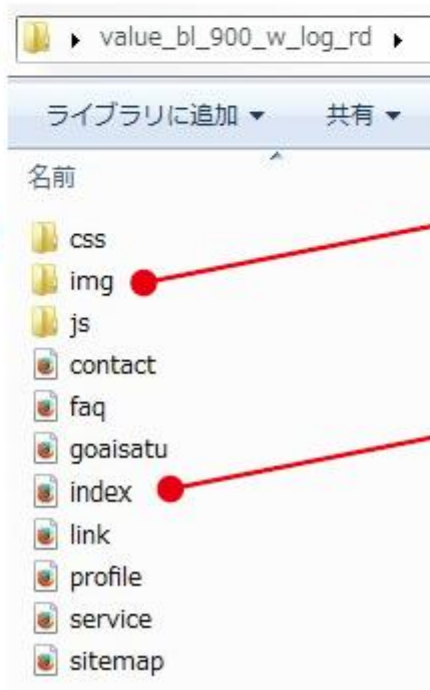 value_bl_900_w_log_rd
ライブラリに追加 共有
名前
css
img
js
contact
faq
goaisatu
index
link
profile
service
sitemap